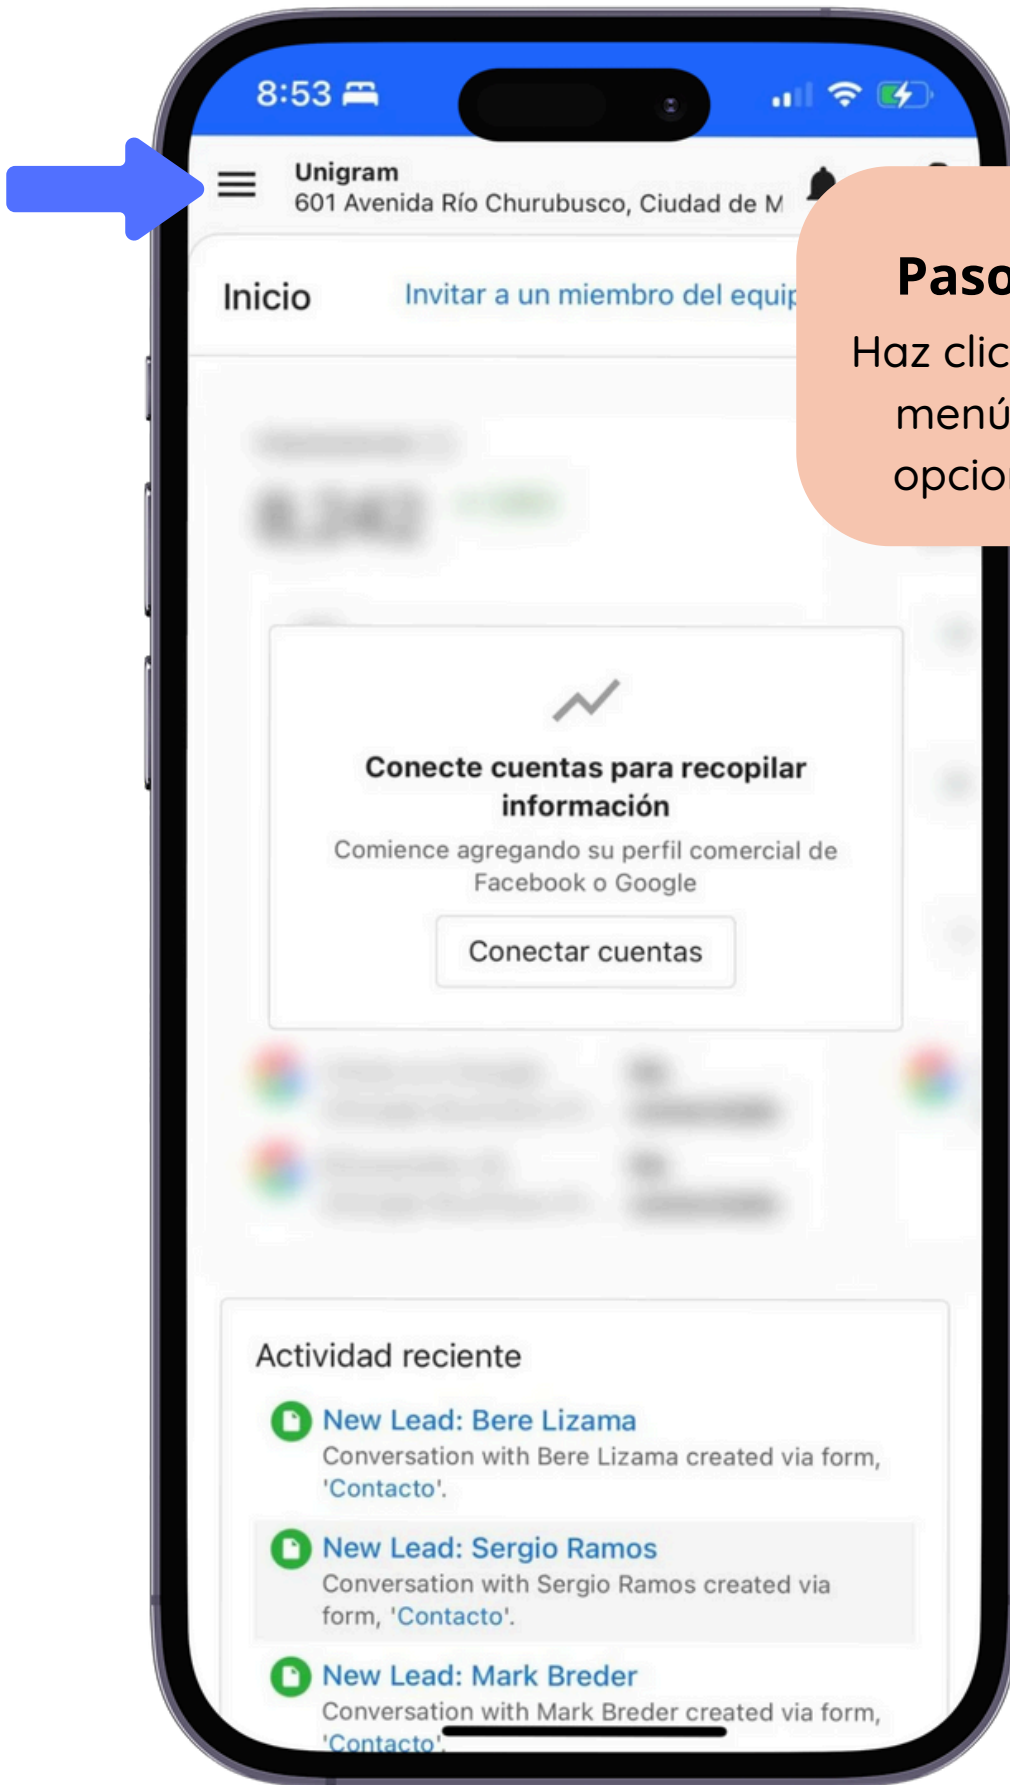 8:53
Unigram
601 Avenida Río Churubusco, Ciudad de M
Inicio
Invitar a un miembro del equip
Paso
Haz clic
menú
opcion
8,242
Conecte cuentas para recopilar
información
Comience agregando su perfil comercial de
Facebook o Google
Conectar cuentas
Actividad reciente
New Lead: Bere Lizama
Conversation with Bere Lizama created via form,
'Contacto'.
New Lead: Sergio Ramos
Conversation with Sergio Ramos created via
form, 'Contacto'.
New Lead: Mark Breder
Conversation with Mark Breder created via form,
'Contacto'.